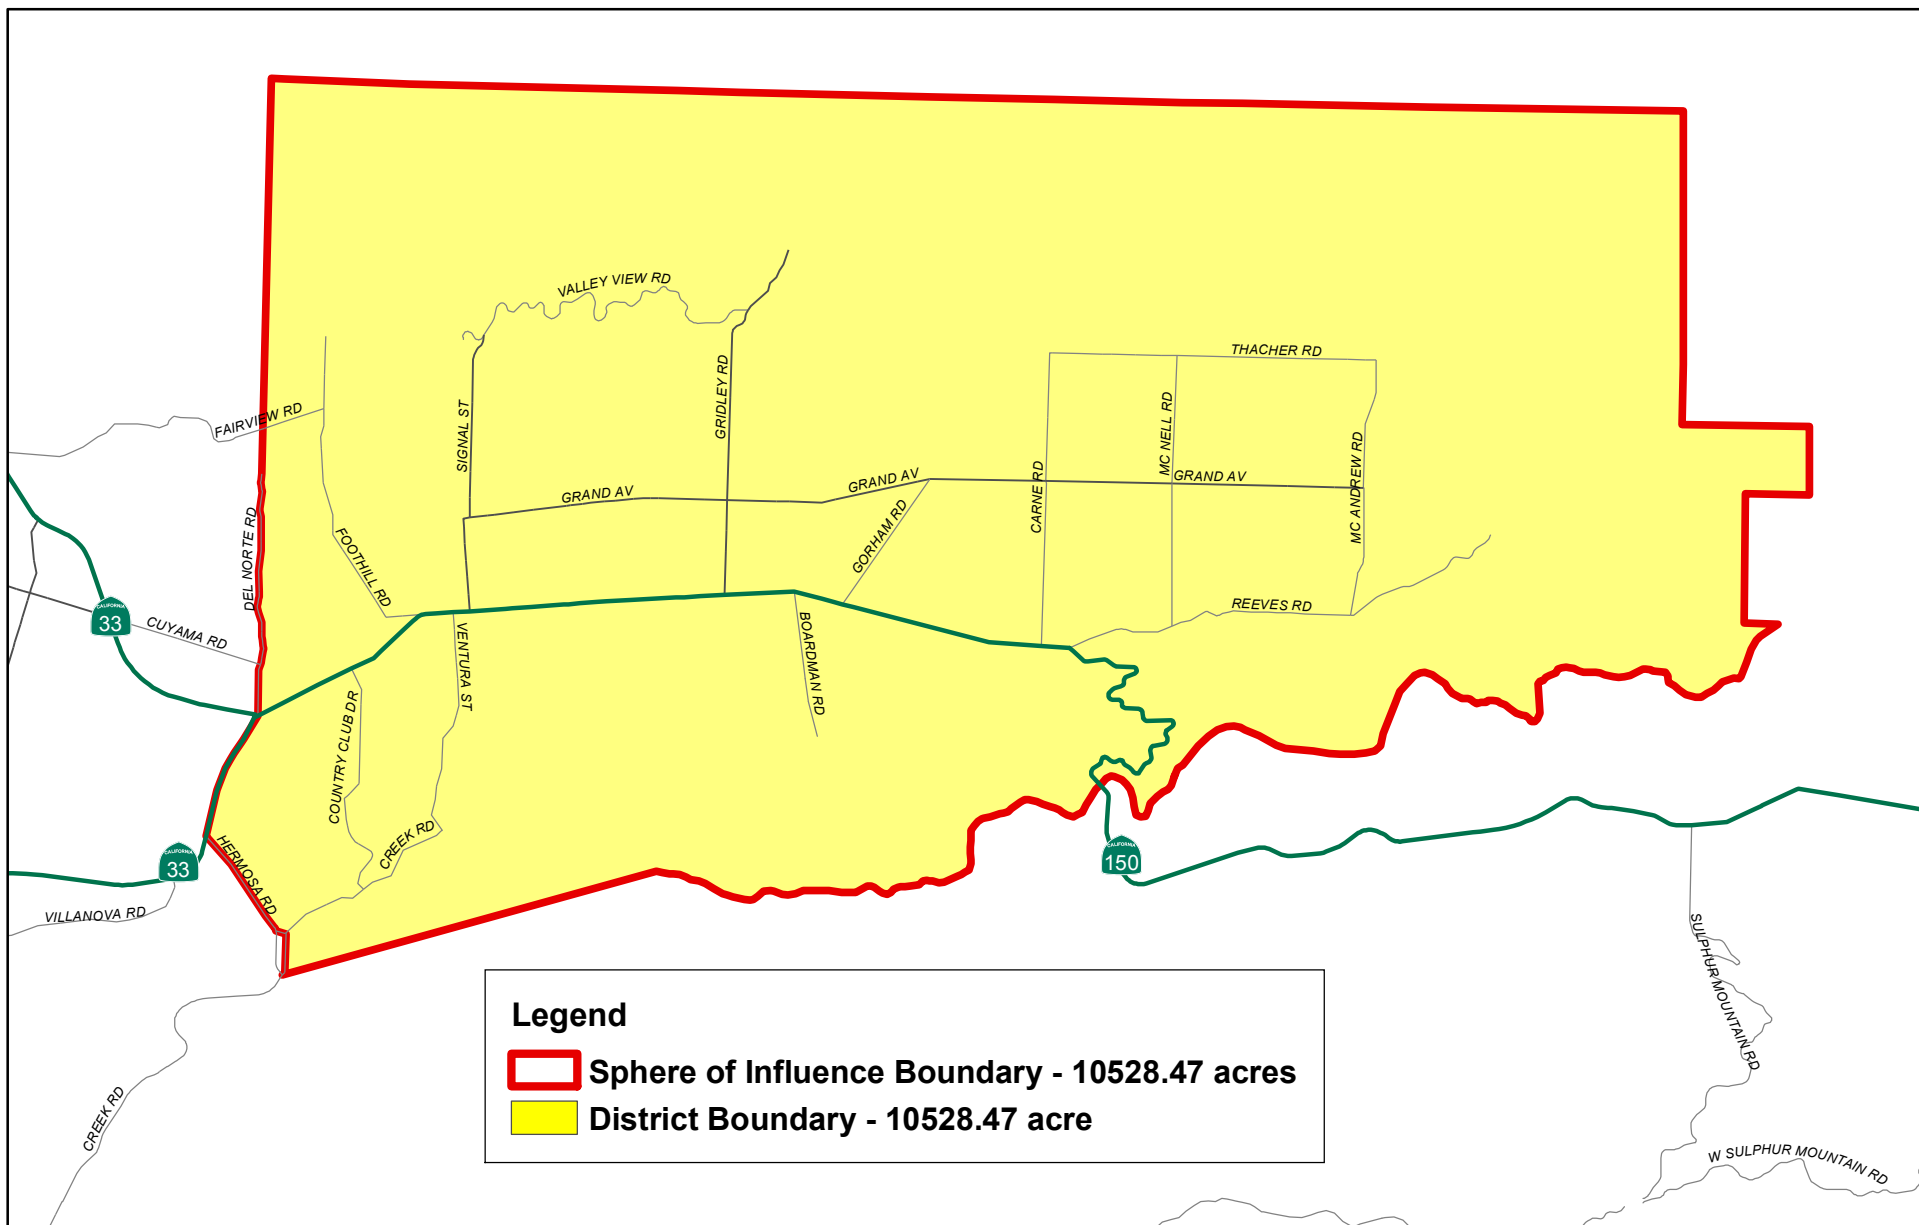 VALLEY VIEW RD
THACHER RD
FAIRVIEW RD
SIGNAL ST
GRIDLEY RD
MC NELL RD
GRAND AV
GRAND AV
GRAND AV
CARNE RD
MC ANDREW RD
GORHAM RD
DEL NORTE RD
FOOTHILL RD
CALIFORNIA
33
CUYAMA RD
VENTURA ST
BOARDMAN RD
REEVES RD
COUNTRY CLUB DR
CREEK RD
HERMOSA RD
CALIFORNIA
33
CALIFORNIA
150
VILLANOVA RD
SULPHUR MOUNTAIN RD
CREEK RD
W SULPHUR MOUNTAIN RD
Legend
Sphere of Influence Boundary - 10528.47 acres
District Boundary - 10528.47 acre